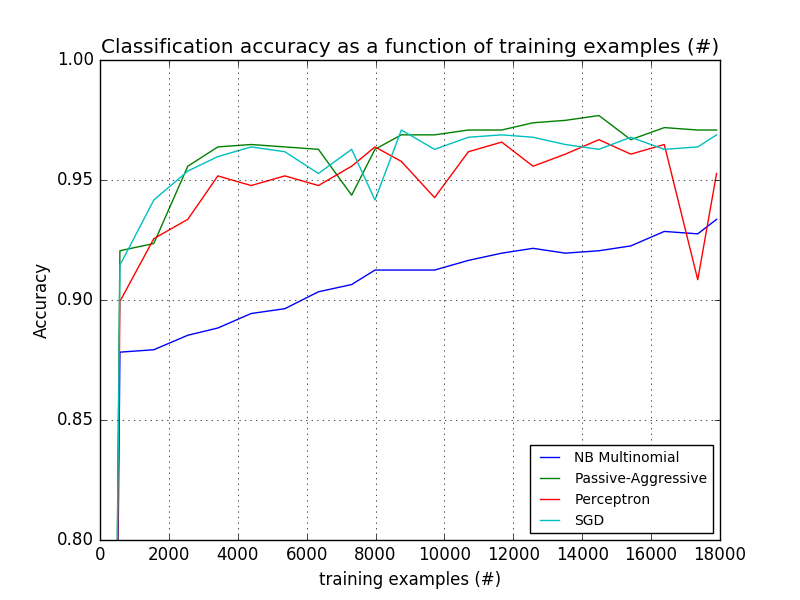 Classification accuracy as a function of training examples (#)
1.00
0.95
0.90
0.85
0.80
Accuracy
NB Multinomial
Passive-Aggressive
Perceptron
SGD
0 2000 4000 6000 8000 10000 12000 14000 16000 18000
training examples (#)